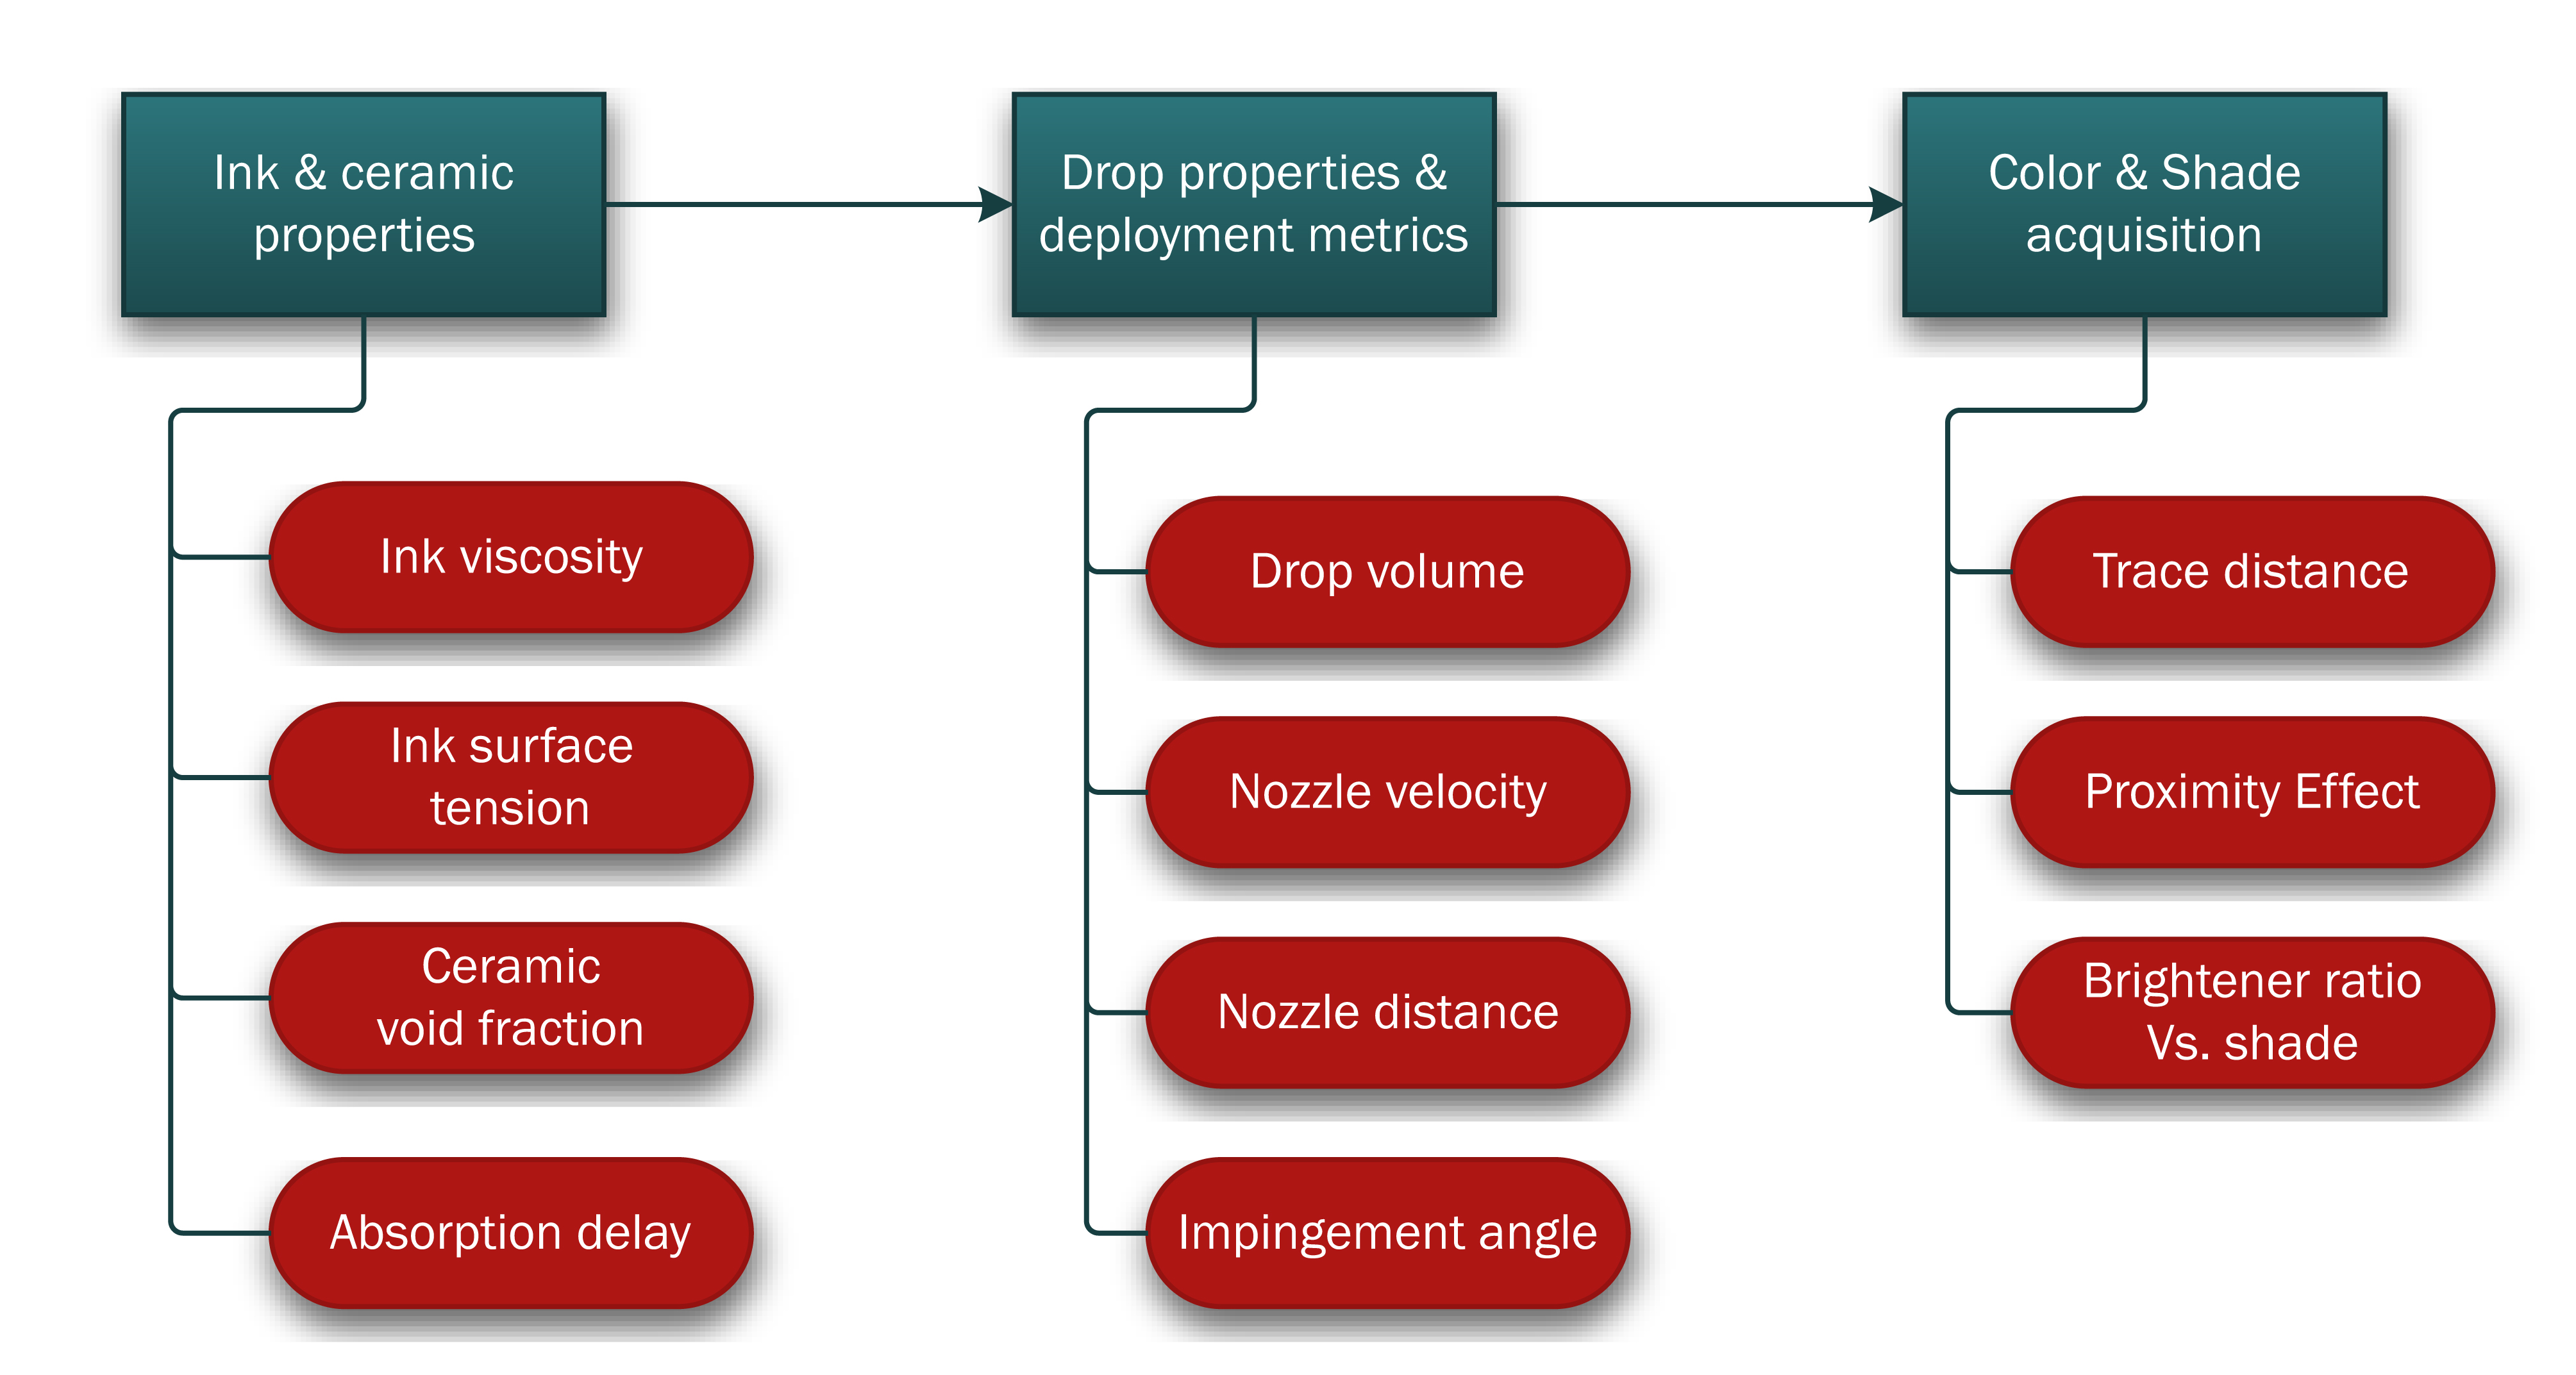 Ink & ceramic
properties
Drop properties &
deployment metrics
Color & Shade
acquisition
Ink viscosity
Ink surface
tension
Ceramic
void fraction
Absorption delay
Drop volume
Nozzle velocity
Nozzle distance
Impingement angle
Trace distance
Proximity Effect
Brightener ratio
Vs. shade